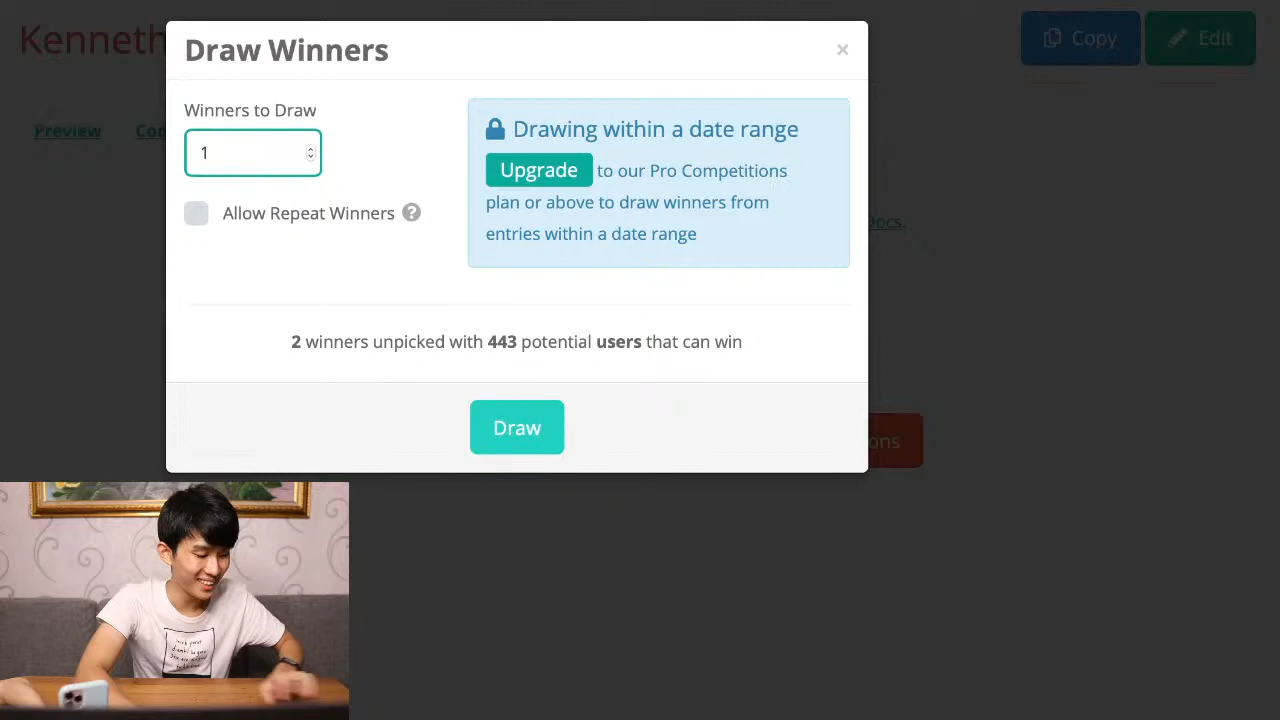 Kenneth
Draw Winners
×
Copy
Edit
Preview
Winners to Draw
1
Allow Repeat Winners ?
Drawing within a date range
Upgrade to our Pro Competitions
plan or above to draw winners from
entries within a date range
Docs.
2 winners unpicked with 443 potential users that can win
Draw
ons